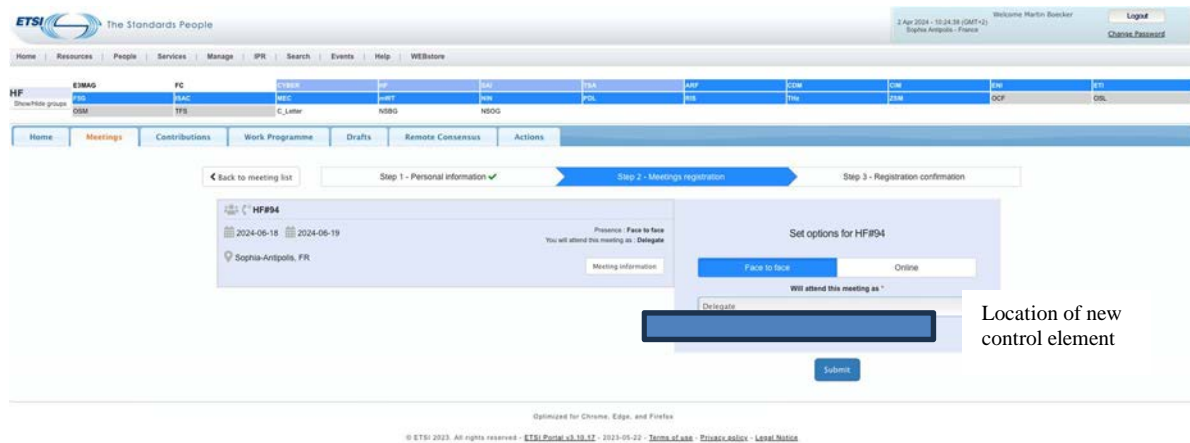 ETSI The Standards People
2 Apr 2024 - 10:24:36 (GMT+2)
Sophia Antipolis - France
Welcome Martin Boecker
Logout
Change Password
Home | Resources | People | Services | Manage | IPR | Search | Events | Help | WEBstore
HF
Show/Hide groups
E3MAG FC CYBER HF SAI TSA ARF CDM CIM ENI ETI
F5G ISAC MEC mWT NIN PDL RIS THz ZSM OCF OSL
OSM TFS C_Letter NSBG NSOG
Home Meetings Contributions Work Programme Drafts Remote Consensus Actions
Back to meeting list
Step 1 - Personal information
Step 2 - Meetings registration
Step 3 - Registration confirmation
HF#94
2024-06-18 2024-06-19
Sophia-Antipolis, FR
Presence : Face to face
You will attend this meeting as : Delegate
Meeting information
Set options for HF#94
Face to face Online
Will attend this meeting as *
Delegate
Location of new
control element
Submit
Optimized for Chrome, Edge, and Firefox
© ETSI 2023. All rights reserved - ETSI Portal v3.10.17 - 2023-05-22 - Terms of use - Privacy policy - Legal Notice